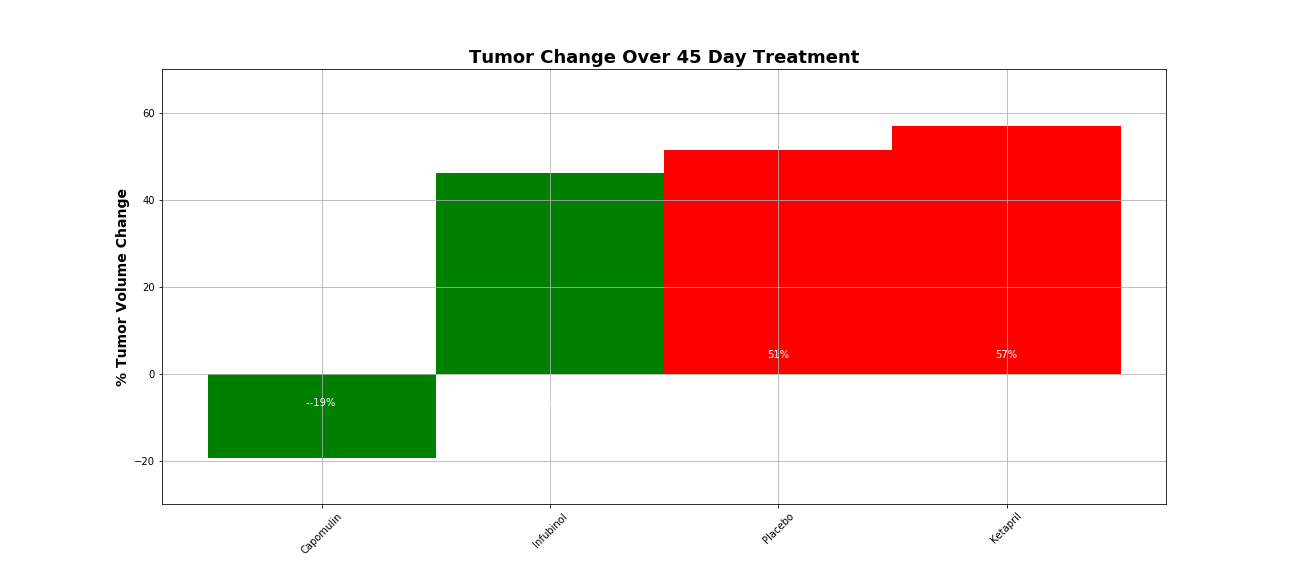 Tumor Change Over 45 Day Treatment
% Tumor Volume Change
60
40
20
0
−20
51%
57%
--19%
Capomulin
Infubinol
Placebo
Ketapril